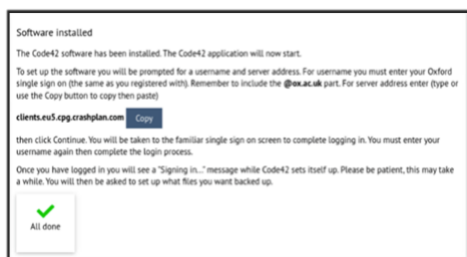 Software installed
The Code42 software has been installed. The Code42 application will now start.
To set up the software you will be prompted for a username and server address. For username you must enter your Oxford
single sign on (the same as you registered with). Remember to include the @ox.ac.uk part. For server address enter (type or
use the Copy button to copy then paste)
clients.eu5.cpg.crashplan.com Copy
then click Continue. You will be taken to the familiar single sign on screen to complete logging in. You must enter your
username again then complete the login process.
Once you have logged in you will see a "Signing in..." message while Code42 sets itself up. Please be patient, this may take
a while. You will then be asked to set up what files you want backed up.
All done